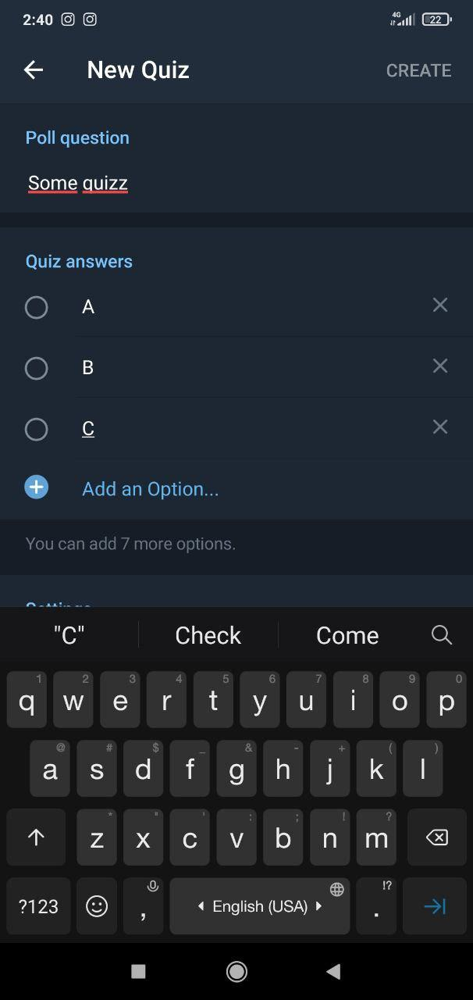 2:40 4G 22
New Quiz CREATE
Poll question
Some quizz
Quiz answers
A
B
C
Add an Option...
You can add 7 more options.
Settings
"C" Check Come
1 2 3 4 5 6 7 8 9 0
q w e r t y u i o p
@ # $ _ & - + ( )
a s d f g h j k l
* " ' : ; ! ?
z x c v b n m
!?
?123 , English (USA) .